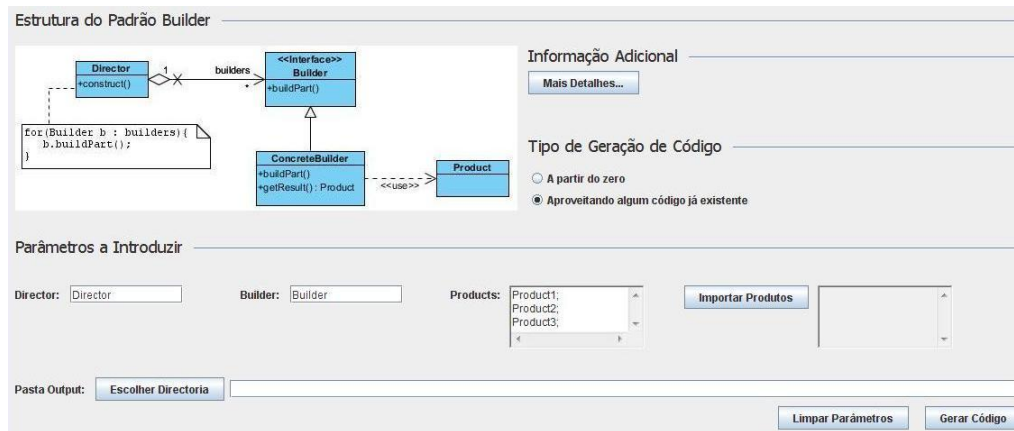 Estrutura do Padrão Builder
Director
+construct()
1
builders
*
<<Interface>>
Builder
+buildPart()
for(Builder b : builders){
b.buildPart();
}
ConcreteBuilder
+buildPart()
+getResult() : Product
<<use>>
Product
Informação Adicional
Mais Detalhes...
Tipo de Geração de Código
A partir do zero
Aproveitando algum código já existente
Parâmetros a Introduzir
Director: Director
Builder: Builder
Products: Product1;
Product2;
Product3;
Importar Produtos
Pasta Output: Escolher Directoria
Limpar Parámetros
Gerar Código